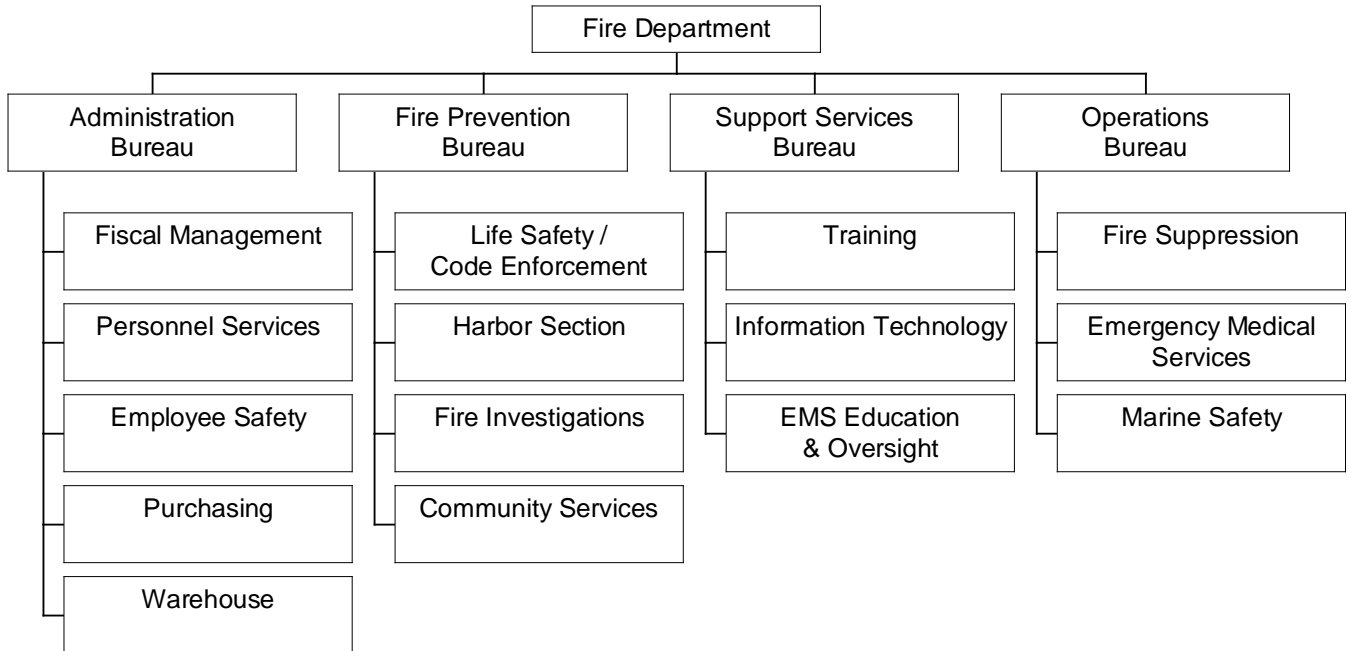 Fire Department
Administration
Bureau
Fire Prevention
Bureau
Support Services
Bureau
Operations
Bureau
Fiscal Management
Personnel Services
Employee Safety
Purchasing
Warehouse
Life Safety /
Code Enforcement
Harbor Section
Fire Investigations
Community Services
Training
Information Technology
EMS Education
& Oversight
Fire Suppression
Emergency Medical
Services
Marine Safety